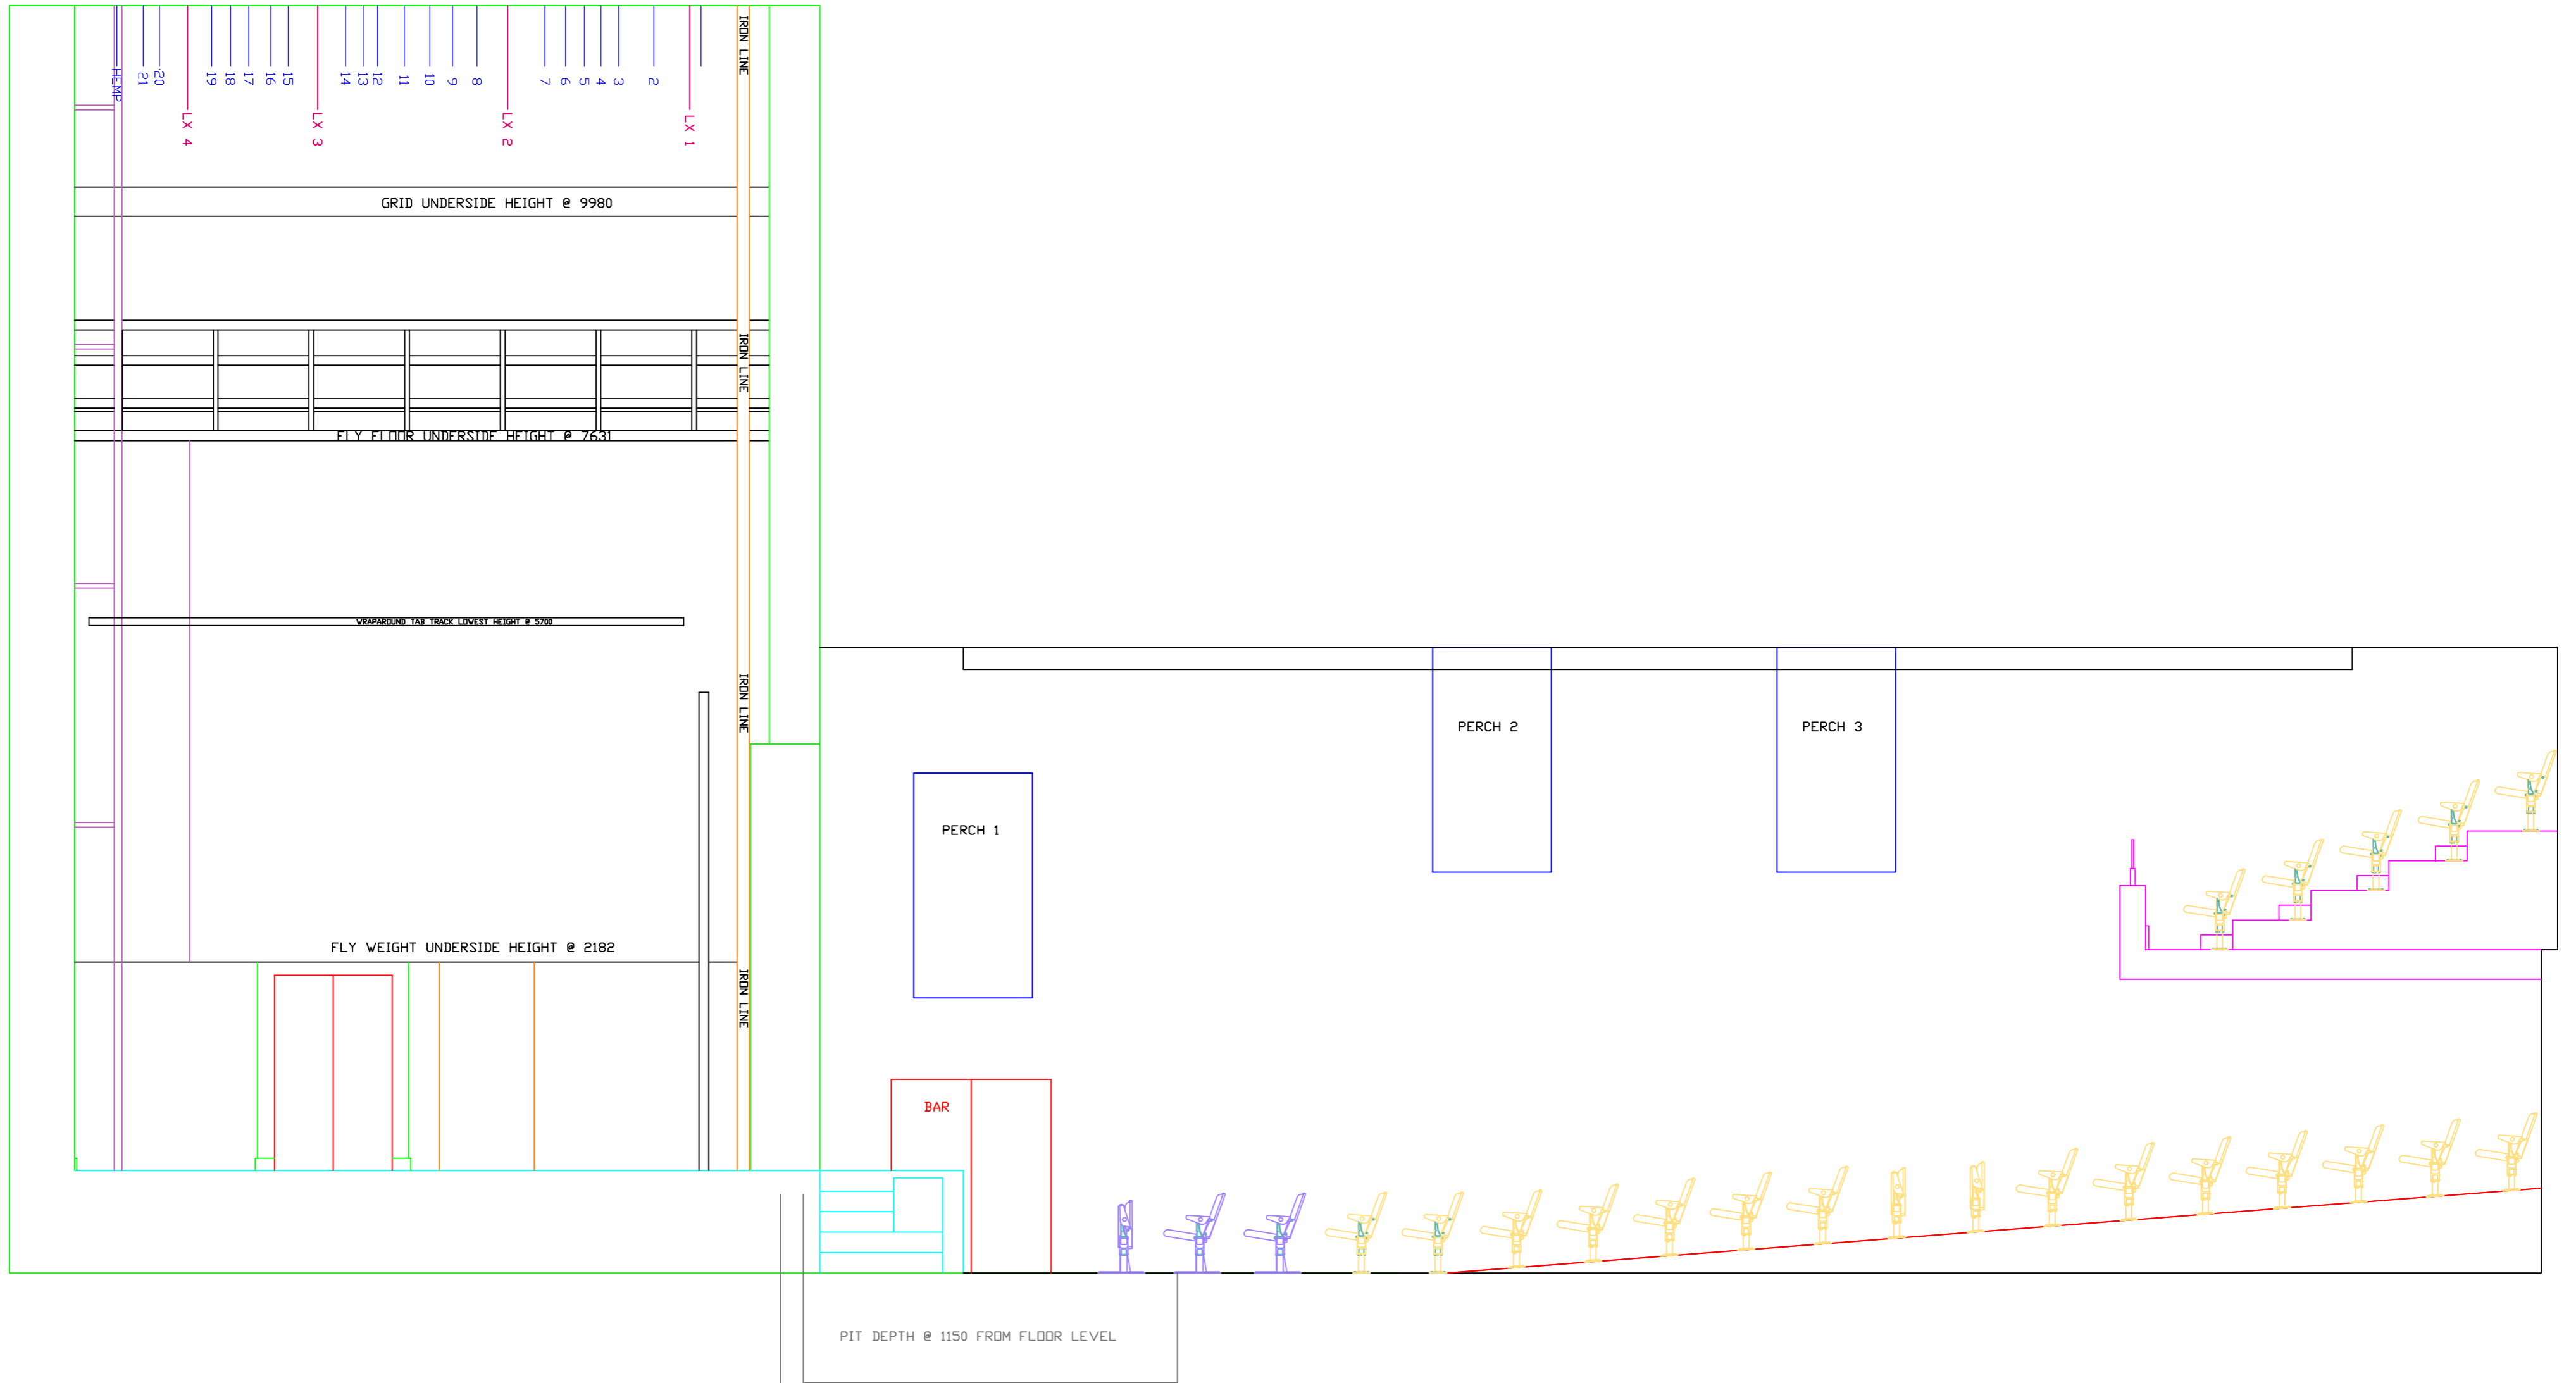 IRON LINE
HEMP
21
20
19
18
17
16
15
14
13
12
11
10
9
8
7
6
5
4
3
2
LX 4
LX 3
LX 2
LX 1
GRID UNDERSIDE HEIGHT @ 9980
IRON LINE
FLY FLOOR UNDERSIDE HEIGHT @ 7631
WRAPAROUND TAB TRACK LOWEST HEIGHT @ 5700
IRON LINE
PERCH 2
PERCH 3
PERCH 1
FLY WEIGHT UNDERSIDE HEIGHT @ 2182
IRON LINE
BAR
PIT DEPTH @ 1150 FROM FLOOR LEVEL